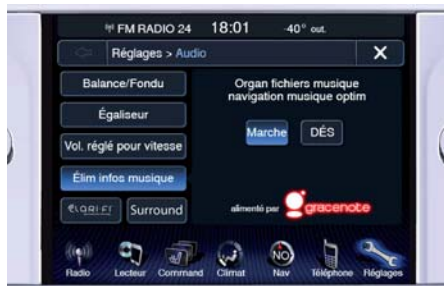 FM RADIO 24 18:01 -40° out.
Réglages > Audio X
Balance/Fondu
Égaliseur
Vol. réglé pour vitesse
Élim infos musique
CLARIFI Surround
Organ fichiers musique
navigation musique optim
Marche DÉS
alimenté par gracenote
Radio Lecteur Command Climat NO Nav Téléphone Réglages